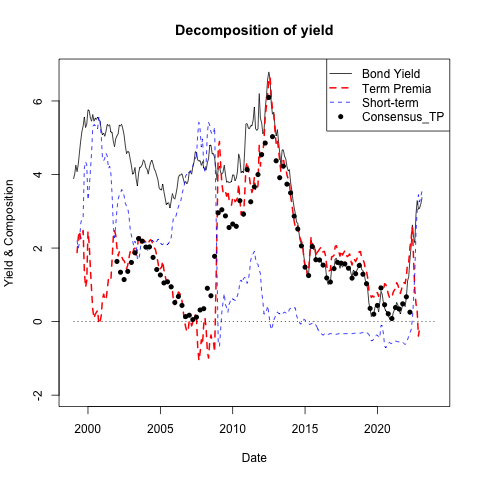 Decomposition of yield
Bond Yield
Term Premia
Short-term
Consensus_TP
Yield & Composition
6
4
2
0
-2
2000 2005 2010 2015 2020
Date